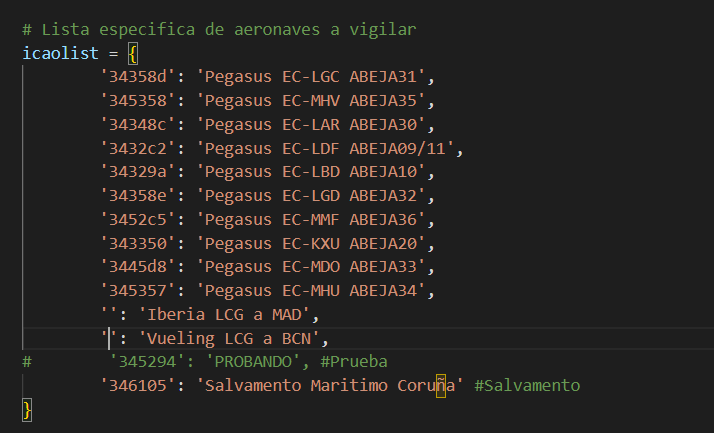 # Lista especifica de aeronaves a vigilar
icaolist = {
'34358d': 'Pegasus EC-LGC ABEJA31',
'345358': 'Pegasus EC-MHV ABEJA35',
'34348c': 'Pegasus EC-LAR ABEJA30',
'3432c2': 'Pegasus EC-LDF ABEJA09/11',
'34329a': 'Pegasus EC-LBD ABEJA10',
'34358e': 'Pegasus EC-LGD ABEJA32',
'3452c5': 'Pegasus EC-MMF ABEJA36',
'343350': 'Pegasus EC-KXU ABEJA20',
'3445d8': 'Pegasus EC-MDO ABEJA33',
'345357': 'Pegasus EC-MHU ABEJA34',
'': 'Iberia LCG a MAD',
'': 'Vueling LCG a BCN',
# '345294': 'PROBANDO', #Prueba
'346105': 'Salvamento Maritimo Coruña' #Salvamento
}